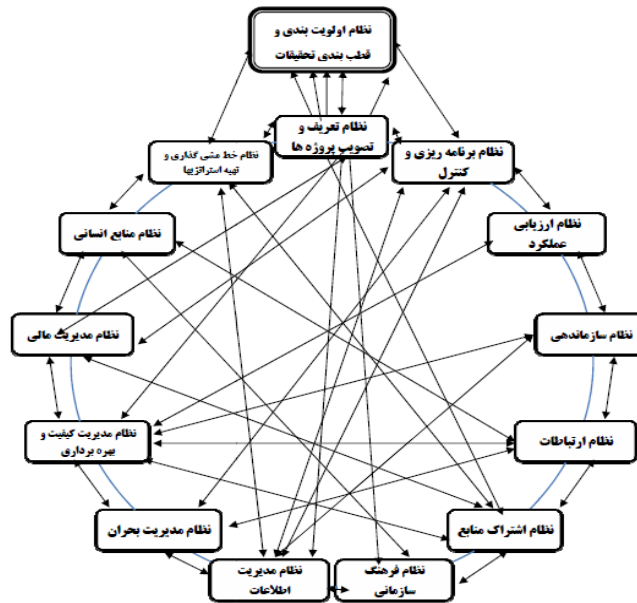 نظام اولویت بندی و
قطب بندی تحقیقات
نظام تعریف و
تصویب پروژه ها
نظام خط مشی گذاری و
تهیه استراتژیها
نظام برنامه ریزی و
کنترل
نظام منابع انسانی
نظام ارزیابی
عملکرد
نظام مدیریت مالی
نظام سازماندهی
نظام مدیریت کیفیت و
بهره برداری
نظام ارتباطات
نظام مدیریت بحران
نظام اشتراک منابع
نظام مدیریت
اطلاعات
نظام فرهنگ
سازمانی